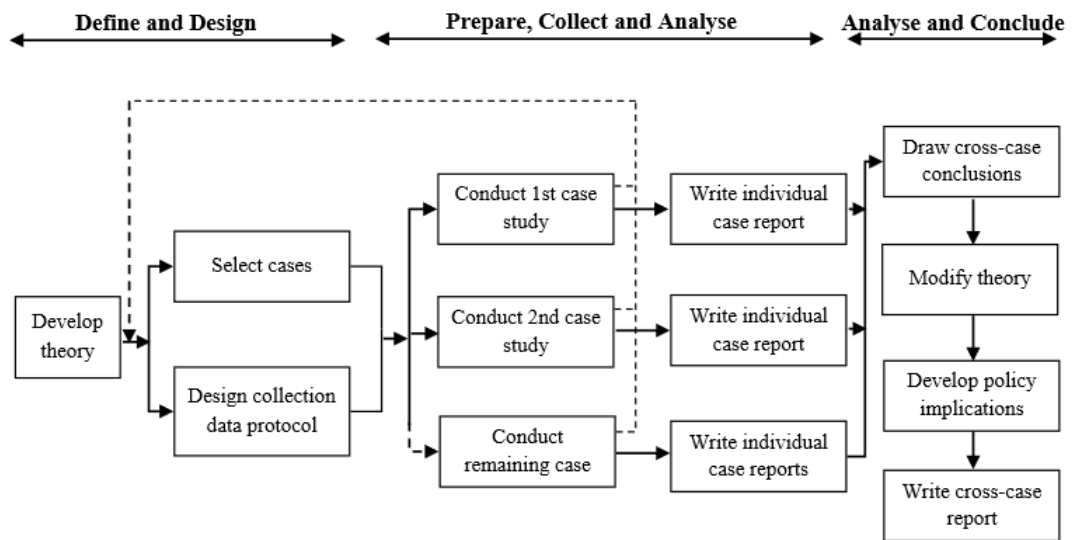 Define and Design
Prepare, Collect and Analyse
Analyse and Conclude
Develop
theory
Select cases
Design collection
data protocol
Conduct 1st case
study
Conduct 2nd case
study
Conduct
remaining case
Write individual
case report
Write individual
case report
Write individual
case reports
Draw cross-case
conclusions
Modify theory
Develop policy
implications
Write cross-case
report